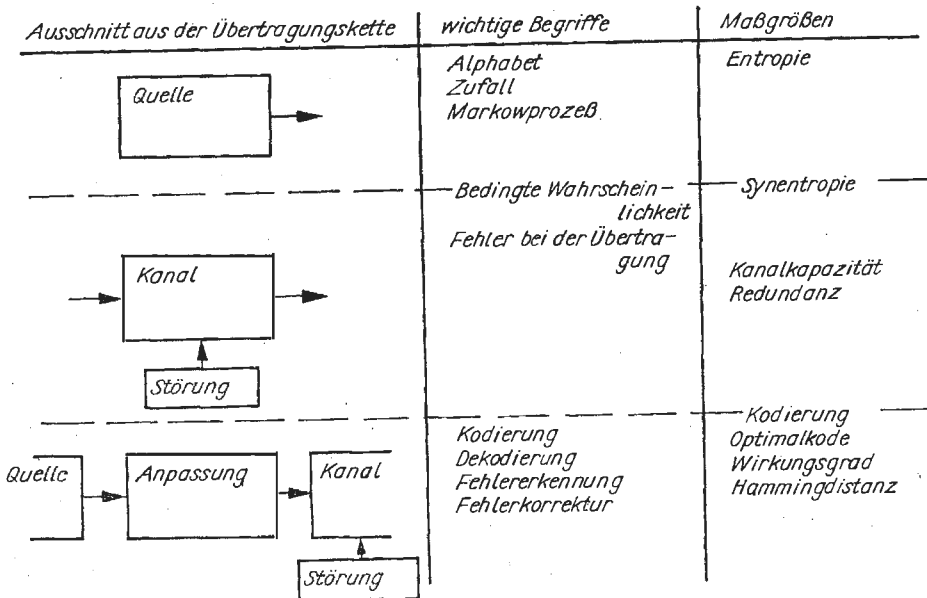 Ausschnitt aus der Übertragungskette
wichtige Begriffe
Maßgrößen
Quelle
Alphabet
Zufall
Markowprozeß
Entropie
Bedingte Wahrschein-
lichkeit
Fehler bei der Übertra-
gung
Synentropie
Kanal
Störung
Kanalkapazität
Redundanz
Quelle
Anpassung
Kanal
Störung
Kodierung
Dekodierung
Fehlererkennung
Fehlerkorrektur
Kodierung
Optimalkode
Wirkungsgrad
Hammingdistanz